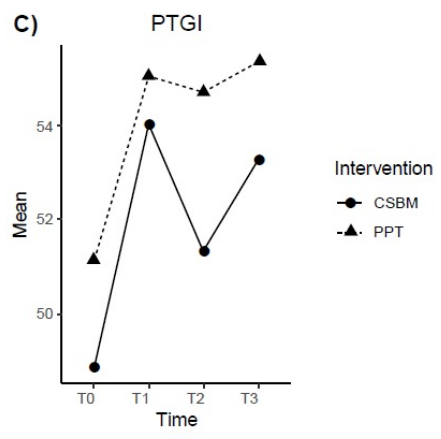 C) PTGI
54
52
50
Mean
T0 T1 T2 T3
Time
Intervention
CSBM
PPT